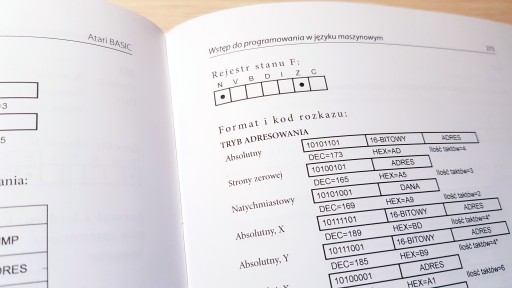 Atari BASIC
=3
5
ania:
UMP
DRES
Wstęp do programowania w języku maszynowym
Rejestr stanu F:
N V B D I Z C
Format i kod rozkazu:
TRYB ADRESOWANIA
Absolutny
10101101 16-BITOWY ADRES
DEC=173 HEX=AD Ilość taktów=4
Strony zerowej
10100101 ADRES
DEC=165 HEX=A5 Ilość taktów=3
Natychmiastowy
10101001 DANA
DEC=169 HEX=A9 Ilość taktów=2
Absolutny, X
10111101 16-BITOWY ADRES
DEC=189 HEX=BD Ilość taktów=4*
Absolutny, Y
10111001 16-BITOWY ADRES
DEC=185 HEX=B9 Ilość taktów=4*
10100001 ADRES
HEX=A1 Ilość taktów=6